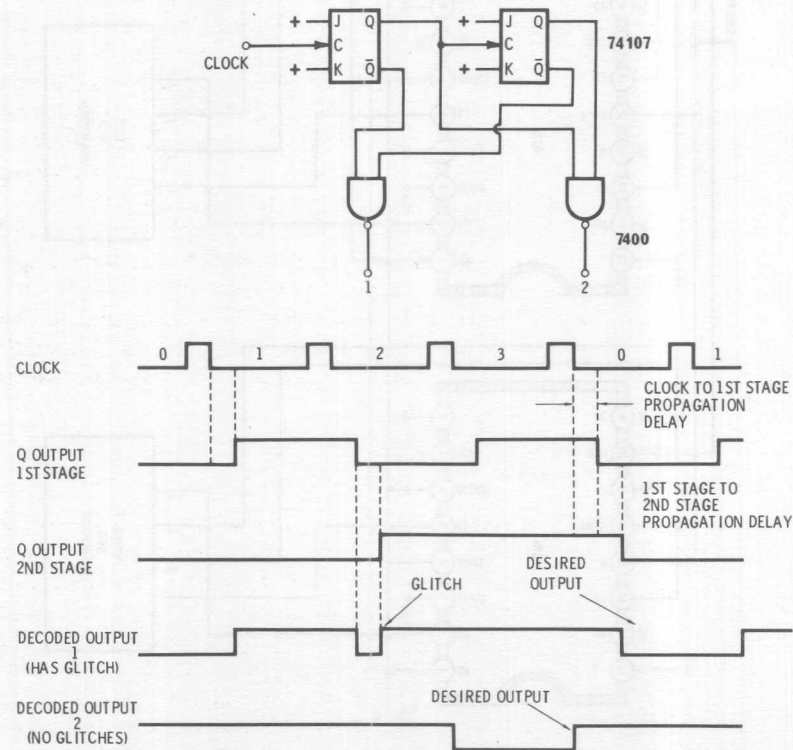 + J Q
+ J Q
74107
C
C
CLOCK
+ K Q̅
+ K Q̅
7400
1
2
0 1 2 3 0 1
CLOCK
CLOCK TO 1ST STAGE
PROPAGATION
DELAY
Q OUTPUT
1ST STAGE
1ST STAGE TO
2ND STAGE
PROPAGATION DELAY
Q OUTPUT
2ND STAGE
GLITCH
DESIRED
OUTPUT
DECODED OUTPUT
1
(HAS GLITCH)
DESIRED OUTPUT
DECODED OUTPUT
2
(NO GLITCHES)